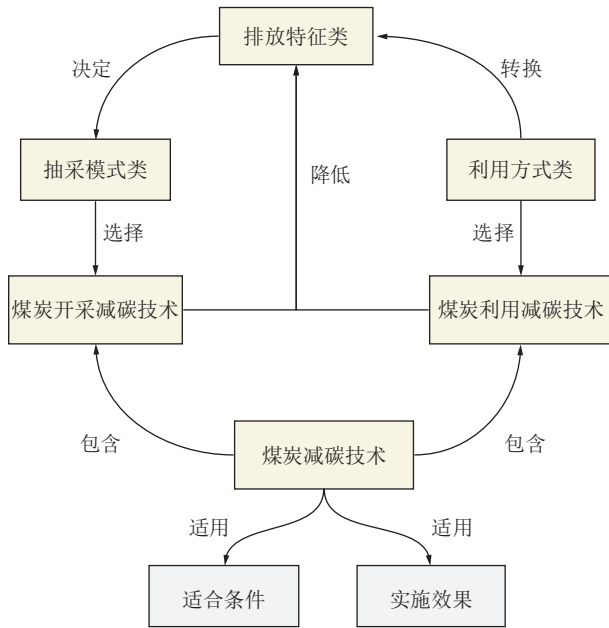 排放特征类
决定
转换
抽采模式类
利用方式类
降低
选择
选择
煤炭开采减碳技术
煤炭利用减碳技术
包含
包含
煤炭减碳技术
适用
适用
适合条件
实施效果